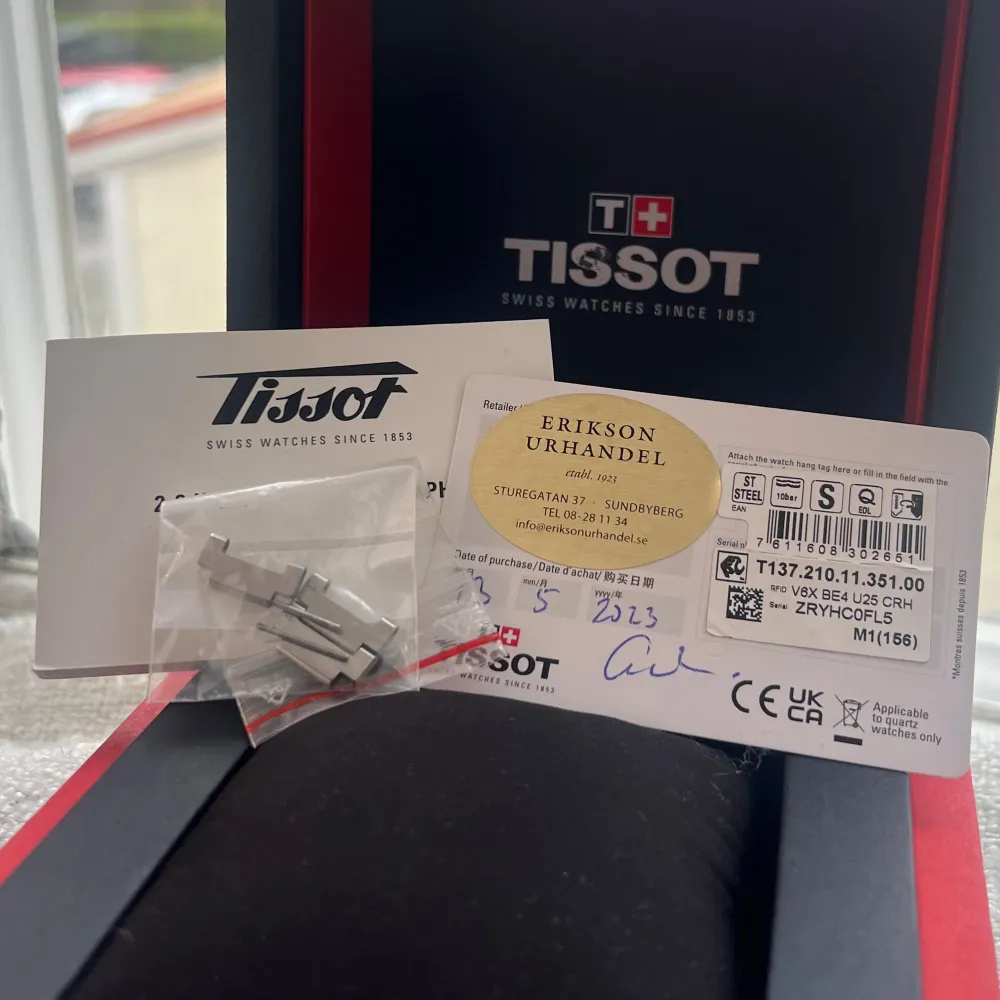 T+
TISSOT
SWISS WATCHES SINCE 1853
Tissot
SWISS WATCHES SINCE 1853
Retailer/
ERIKSON
URHANDEL
etabl. 1923
STUREGATAN 37 · SUNDBYBERG
TEL 08-28 11 34
info@eriksonurhandel.se
Attach the watch hang tag here or fill in the field with the
ST
STEEL
10bar
S
Q
EDL
EAN
7 611608 302651
Serial n°
T137.210.11.351.00
RFID V6X BE4 U25 CRH
Serial ZRYHC0FL5
M1(156)
Date of purchase/Date d'achat/购买日期
mm/月
yyyy/年
5 2023
TISSOT
WATCHES SINCE 1853
CE UK
CA
Applicable
to quartz
watches only
*Montres suisses depuis 1853